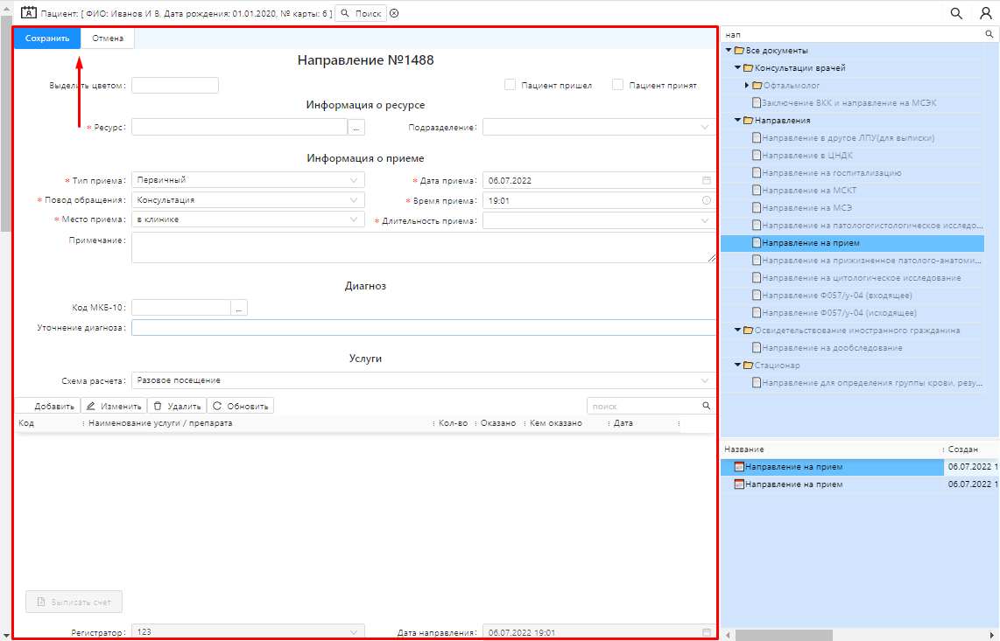 Пациент: [ ФИО: Иванов И В, Дата рождения: 01.01.2020, № карты: 6 ] Поиск
Сохранить Отмена
Направление №1488
Выделить цветом: Пациент пришел Пациент принят
Информация о ресурсе
* Ресурс: ... Подразделение:
Информация о приеме
* Тип приема: Первичный * Дата приема: 06.07.2022
* Повод обращения: Консультация * Время приема: 19:01
* Место приема: в клинике * Длительность приема:
Примечание:
Диагноз
Код МКБ-10: ...
Уточнение диагноза:
Услуги
Схема расчета: Разовое посещение
Добавить Изменить Удалить Обновить поиск
Код Наименование услуги / препарата Кол-во Оказано Кем оказано Дата
Выписать счет
Регистратор: 123 Дата направления: 06.07.2022 19:01
нап
Все документы
Консультации врачей
Офтальмолог
Заключение ВКК и направление на МСЭК
Направления
Направление в другое ЛПУ(для выписки)
Направление в ЦНДК
Направление на госпитализацию
Направление на МСКТ
Направление на МСЭ
Направление на патологогистологическое исследо...
Направление на прием
Направление на прижизненное патолого-анатоми...
Направление на цитологическое исследование
Направление Ф057/у-04 (входящее)
Направление Ф057/у-04 (исходящее)
Освидетельствование иностранного гражданина
Направление на дообследование
Стационар
Направление для определения группы крови, резу...
Название Создан
Направление на прием 06.07.2022 1
Направление на прием 06.07.2022 1